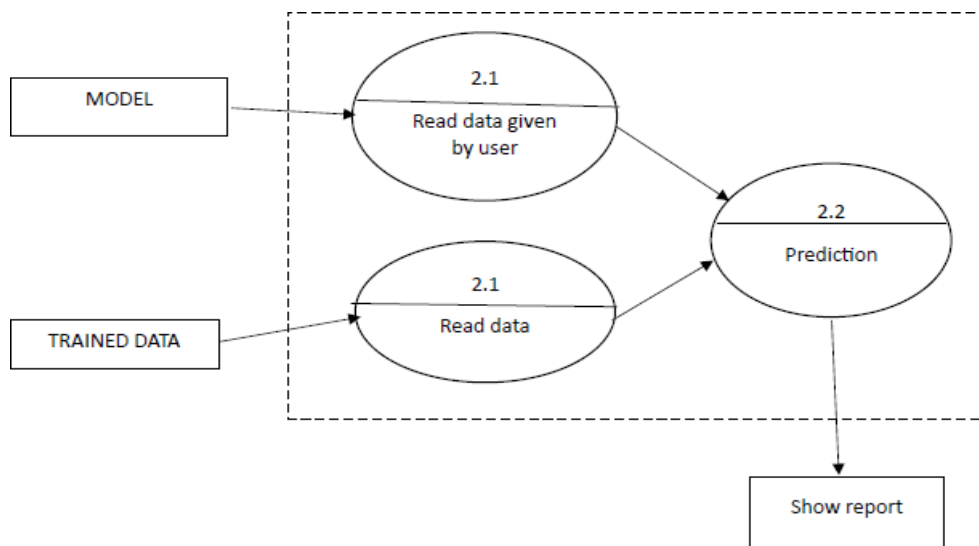 MODEL
2.1
Read data given
by user
2.2
Prediction
2.1
Read data
TRAINED DATA
Show report